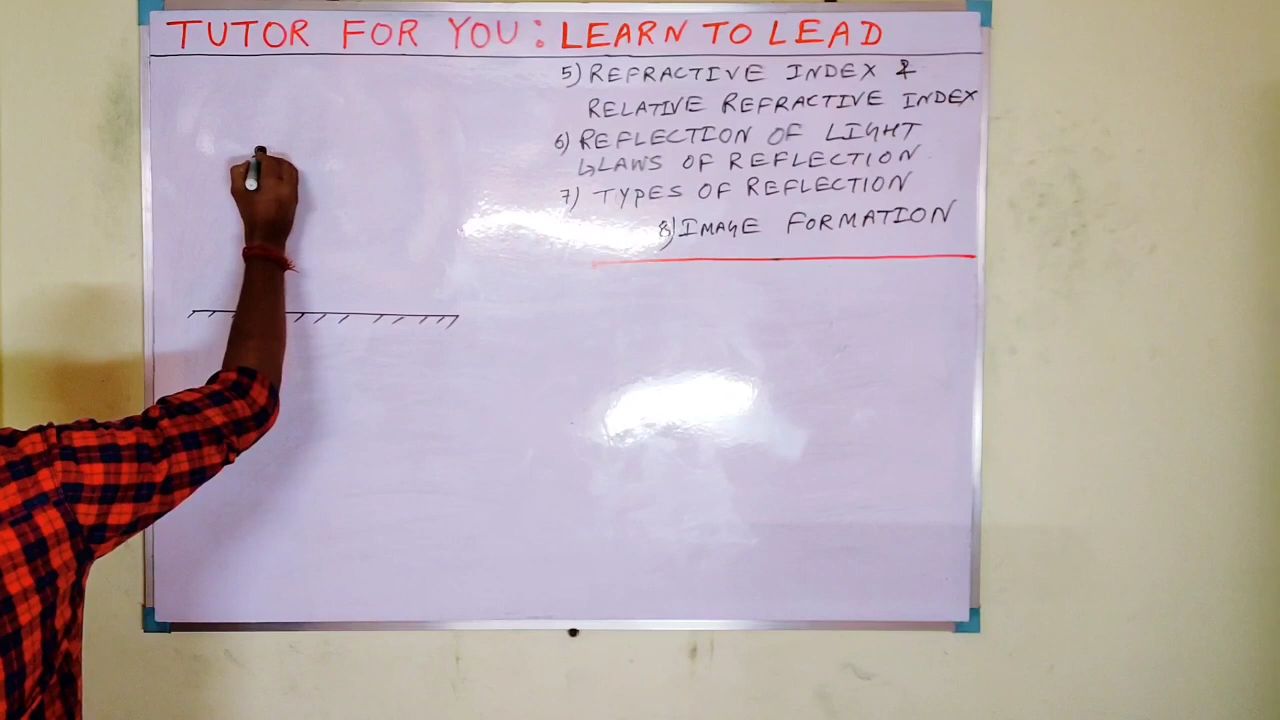 TUTOR FOR YOU: LEARN TO LEAD
5) REFRACTIVE INDEX &
RELATIVE REFRACTIVE INDEX
6) REFLECTION OF LIGHT
↳LAWS OF REFLECTION
7) TYPES OF REFLECTION
8) IMAGE FORMATION